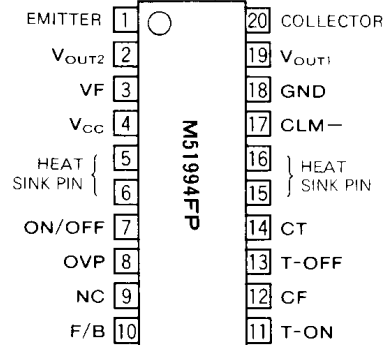 EMITTER 1 20 COLLECTOR
VOUT2 2 19 VOUT1
VF 3 18 GND
VCC 4 17 CLM−
HEAT SINK PIN 5 16 HEAT SINK PIN
6 15
ON/OFF 7 14 CT
OVP 8 13 T-OFF
NC 9 12 CF
F/B 10 11 T-ON
M51994FP